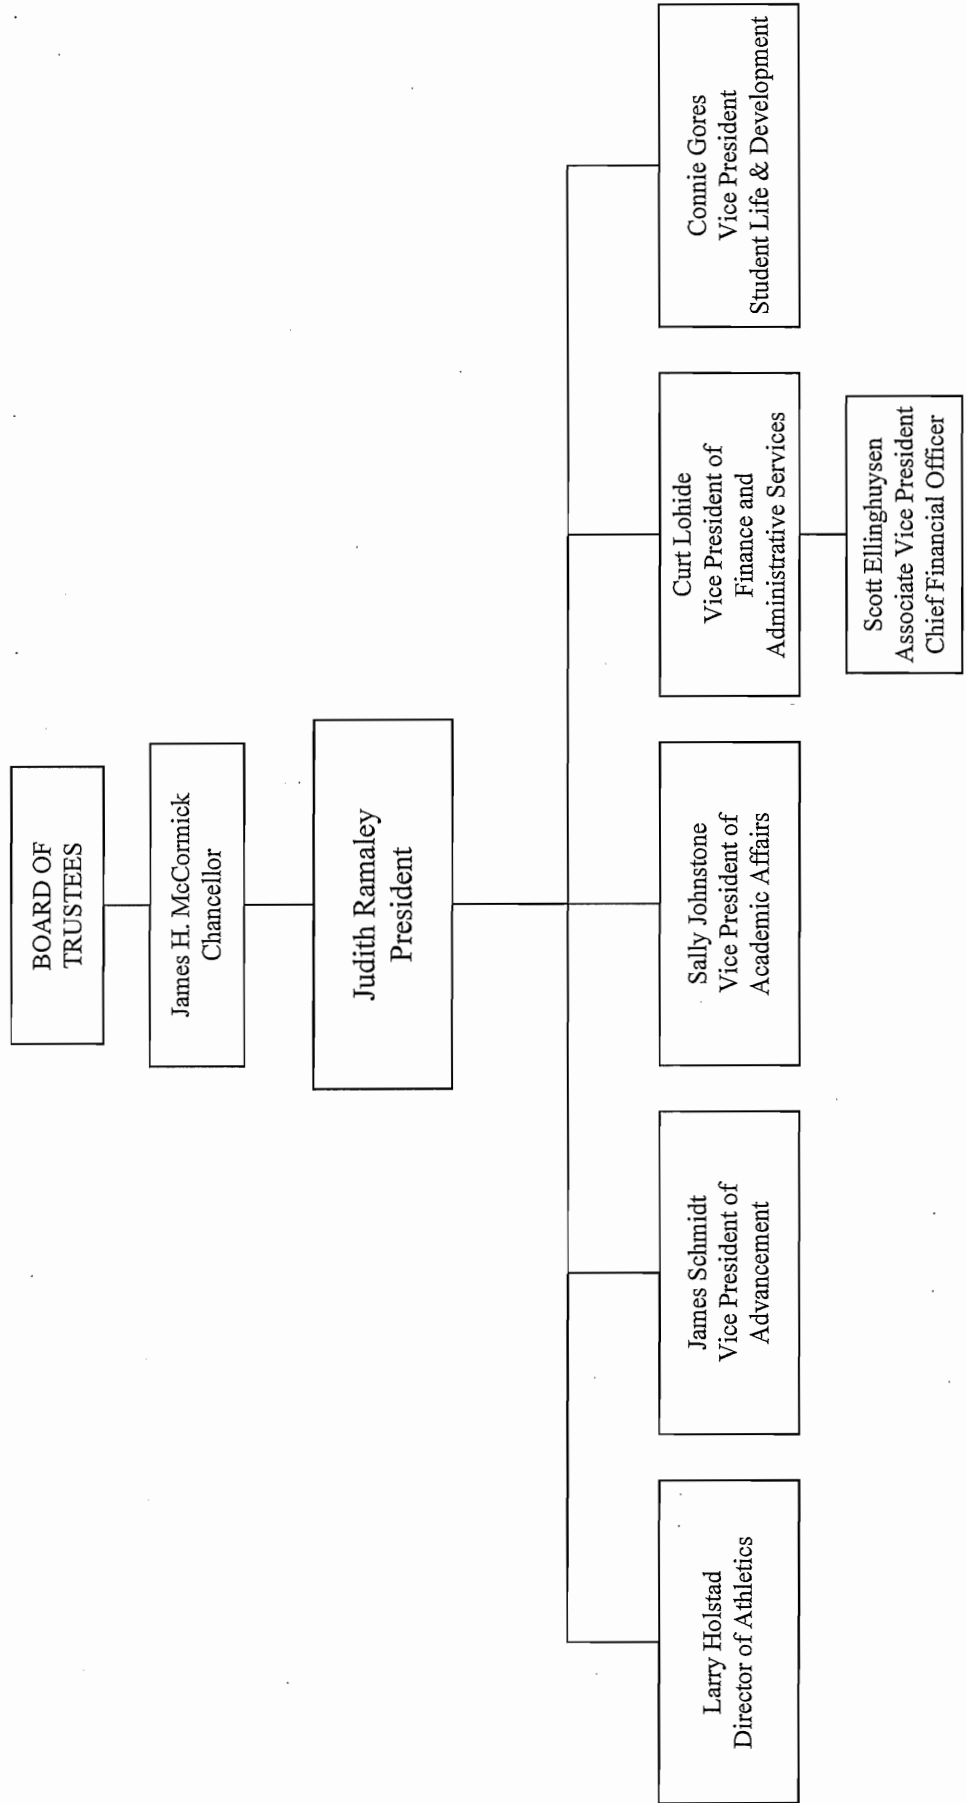 BOARD OF
TRUSTEES
James H. McCormick
Chancellor
Judith Ramaley
President
Larry Holstad
Director of Athletics
James Schmidt
Vice President of
Advancement
Sally Johnstone
Vice President of
Academic Affairs
Curt Lohide
Vice President of
Finance and
Administrative Services
Connie Gores
Vice President
Student Life & Development
Scott Ellinghuysen
Associate Vice President
Chief Financial Officer